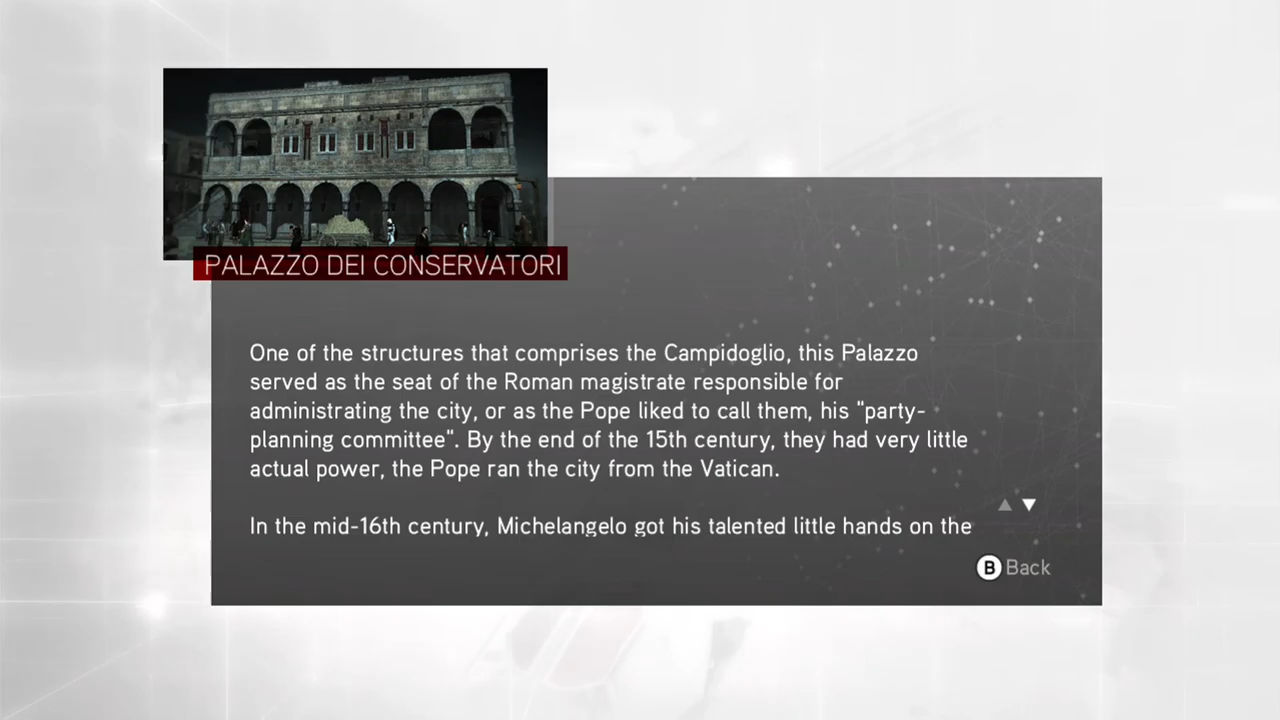 PALAZZO DEI CONSERVATORI
One of the structures that comprises the Campidoglio, this Palazzo
served as the seat of the Roman magistrate responsible for
administrating the city, or as the Pope liked to call them, his "party-
planning committee". By the end of the 15th century, they had very little
actual power, the Pope ran the city from the Vatican.
In the mid-16th century, Michelangelo got his talented little hands on the
B Back